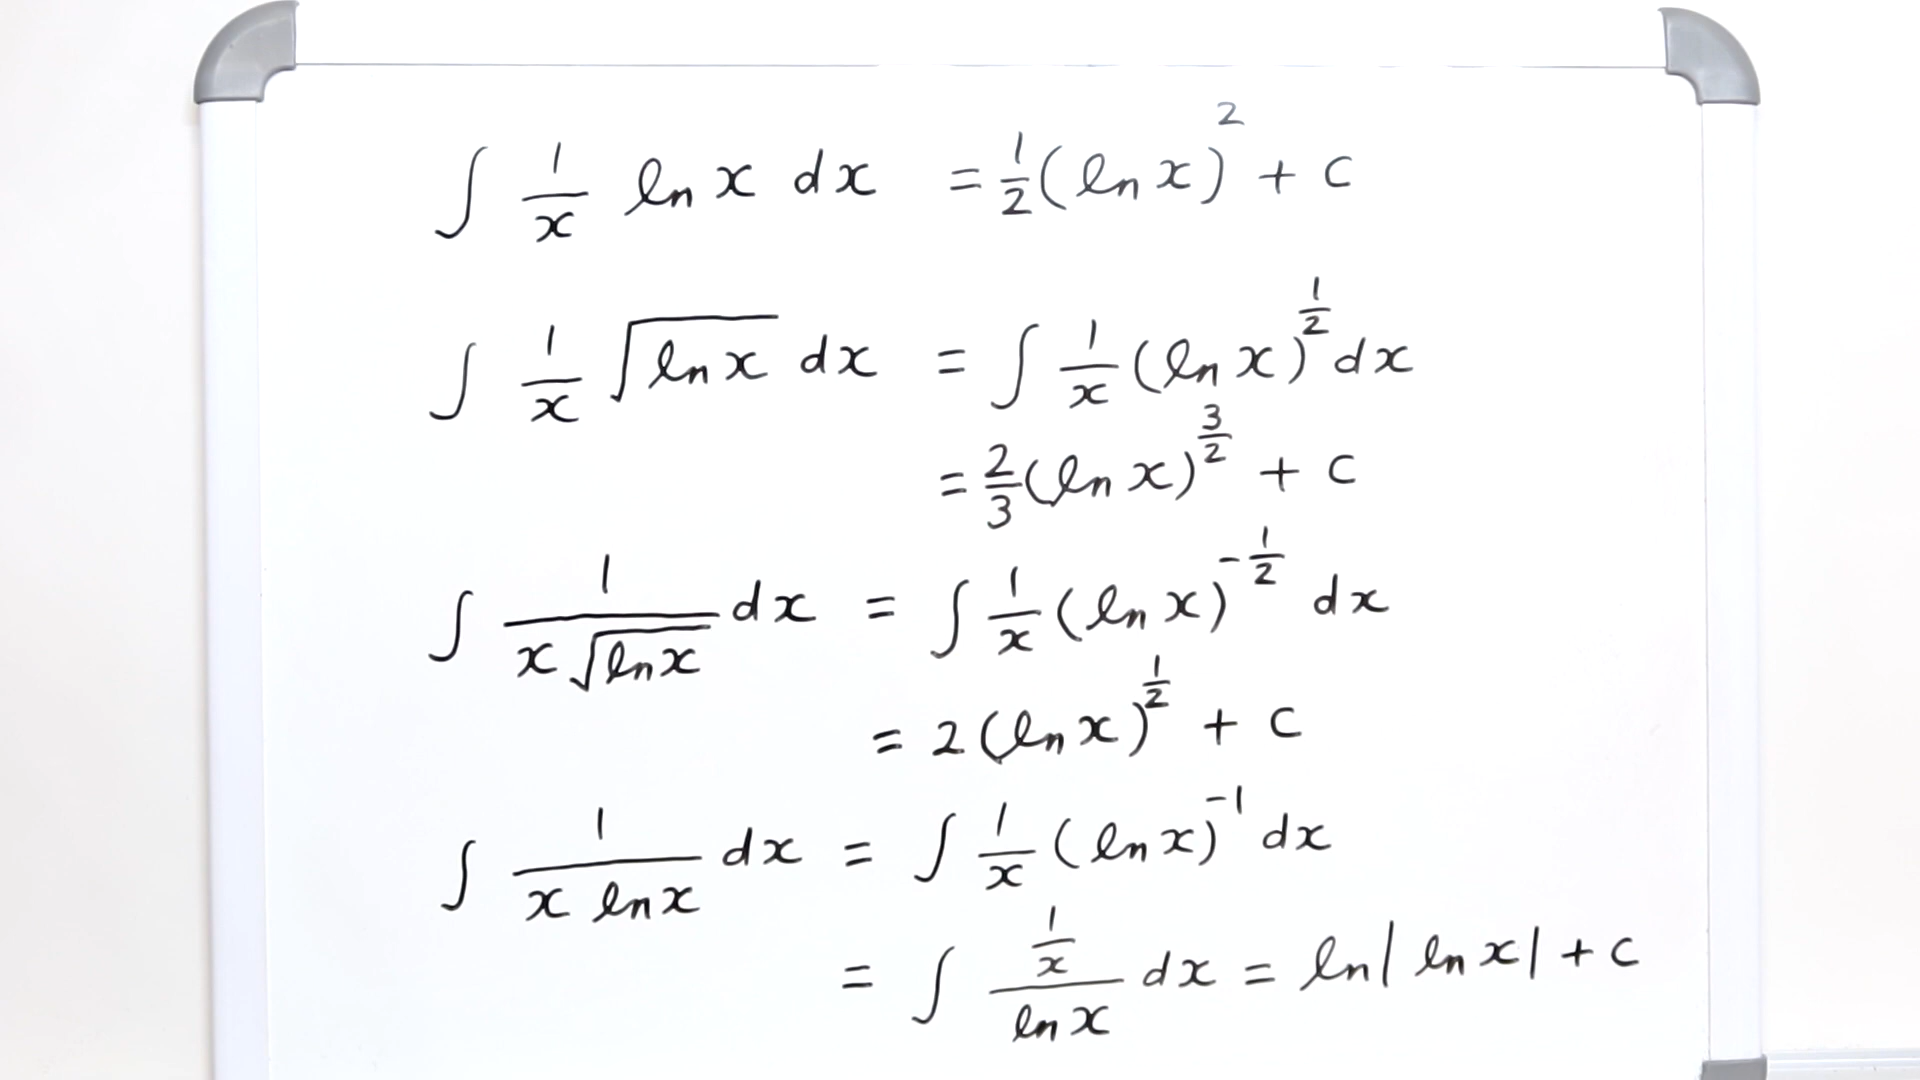 ∫ 1/x ln x dx = 1/2 (ln x)^2 + c
∫ 1/x √(ln x) dx = ∫ 1/x (ln x)^(1/2) dx
= 2/3 (ln x)^(3/2) + c
∫ 1/(x √(ln x)) dx = ∫ 1/x (ln x)^(-1/2) dx
= 2 (ln x)^(1/2) + c
∫ 1/(x ln x) dx = ∫ 1/x (ln x)^(-1) dx
= ∫ (1/x)/(ln x) dx = ln| ln x| + c